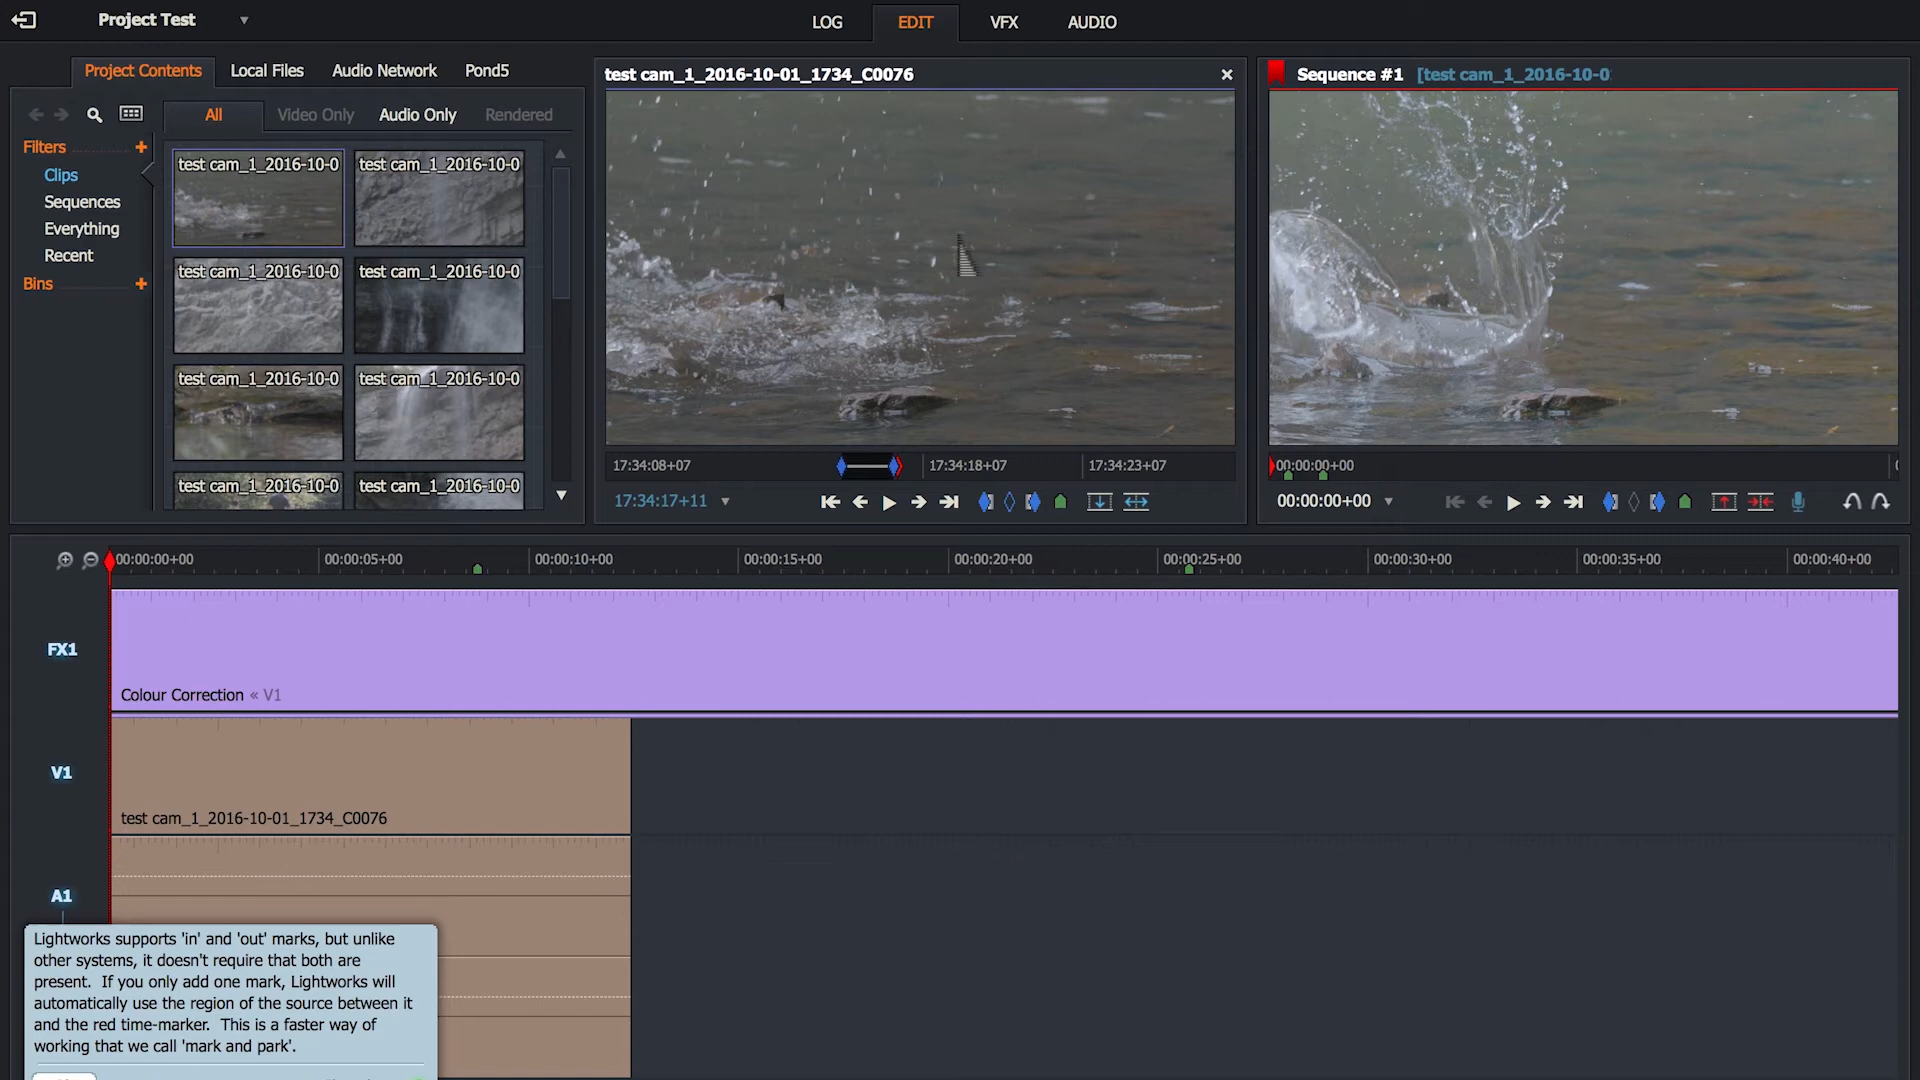 Project Test
LOG
EDIT
VFX
AUDIO
Project Contents
Local Files
Audio Network
Pond5
All
Video Only
Audio Only
Rendered
Filters
Clips
Sequences
Everything
Recent
Bins
test cam_1_2016-10-0
test cam_1_2016-10-0
test cam_1_2016-10-0
test cam_1_2016-10-0
test cam_1_2016-10-0
test cam_1_2016-10-0
test cam_1_2016-10-0
test cam_1_2016-10-0
test cam_1_2016-10-01_1734_C0076
17:34:08+07
17:34:18+07
17:34:23+07
17:34:17+11
Sequence #1 [test cam_1_2016-10-0
00:00:00+00
00:00:00+00
00:00:00+00
00:00:05+00
00:00:10+00
00:00:15+00
00:00:20+00
00:00:25+00
00:00:30+00
00:00:35+00
00:00:40+00
FX1
Colour Correction « V1
V1
test cam_1_2016-10-01_1734_C0076
A1
Lightworks supports 'in' and 'out' marks, but unlike
other systems, it doesn't require that both are
present. If you only add one mark, Lightworks will
automatically use the region of the source between it
and the red time-marker. This is a faster way of
working that we call 'mark and park'.